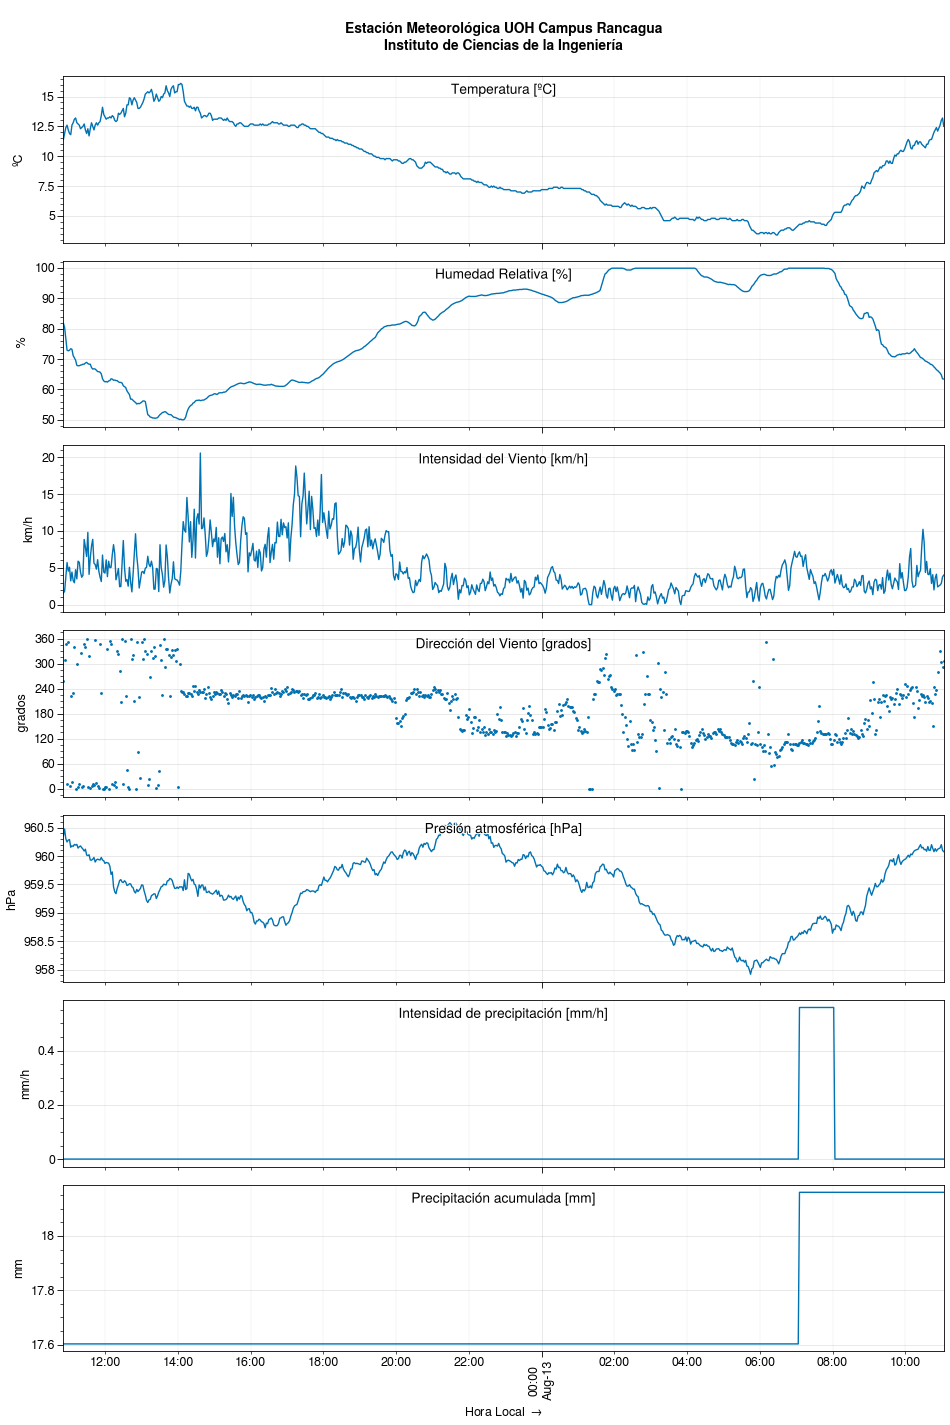 Estación Meteorológica UOH Campus Rancagua
Instituto de Ciencias de la Ingeniería
Temperatura [ºC]
ºC
15
12.5
10
7.5
5
Humedad Relativa [%]
%
100
90
80
70
60
50
Intensidad del Viento [km/h]
km/h
20
15
10
5
0
Dirección del Viento [grados]
grados
360
300
240
180
120
60
0
Presión atmosférica [hPa]
hPa
960.5
960
959.5
959
958.5
958
Intensidad de precipitación [mm/h]
mm/h
0.4
0.2
0
Precipitación acumulada [mm]
mm
18
17.8
17.6
12:00 14:00 16:00 18:00 20:00 22:00 00:00 02:00 04:00 06:00 08:00 10:00
Aug-13
Hora Local →